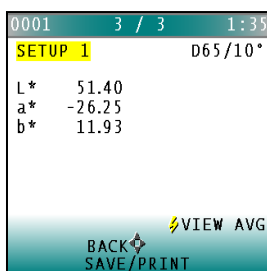 0001 3 / 3 1:35
SETUP 1 D65/10°
L* 51.40
a* -26.25
b* 11.93
VIEW AVG
BACK
SAVE/PRINT